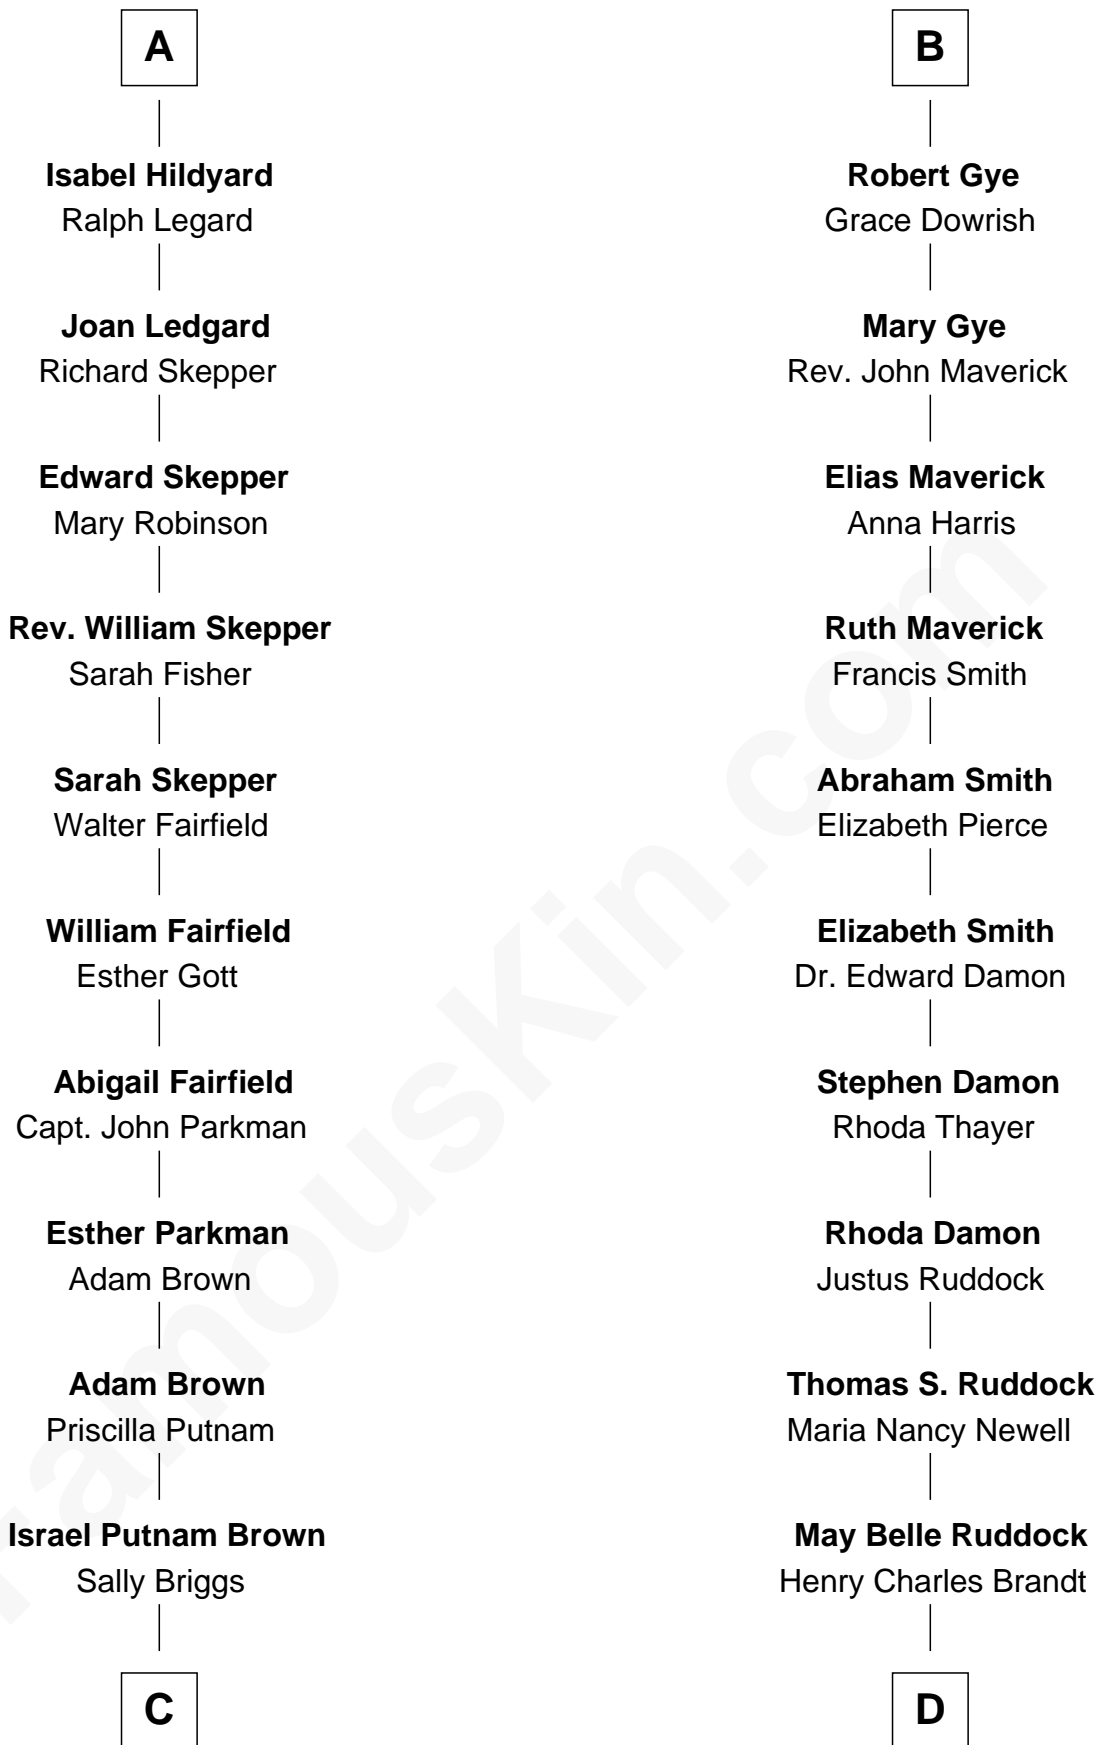 A
Isabel Hildyard
Ralph Legard
Joan Ledgard
Richard Skepper
Edward Skepper
Mary Robinson
Rev. William Skepper
Sarah Fisher
Sarah Skepper
Walter Fairfield
William Fairfield
Esther Gott
Abigail Fairfield
Capt. John Parkman
Esther Parkman
Adam Brown
Adam Brown
Priscilla Putnam
Israel Putnam Brown
Sally Briggs
C
B
Robert Gye
Grace Dowrish
Mary Gye
Rev. John Maverick
Elias Maverick
Anna Harris
Ruth Maverick
Francis Smith
Abraham Smith
Elizabeth Pierce
Elizabeth Smith
Dr. Edward Damon
Stephen Damon
Rhoda Thayer
Rhoda Damon
Justus Ruddock
Thomas S. Ruddock
Maria Nancy Newell
May Belle Ruddock
Henry Charles Brandt
D
FamousKin.com